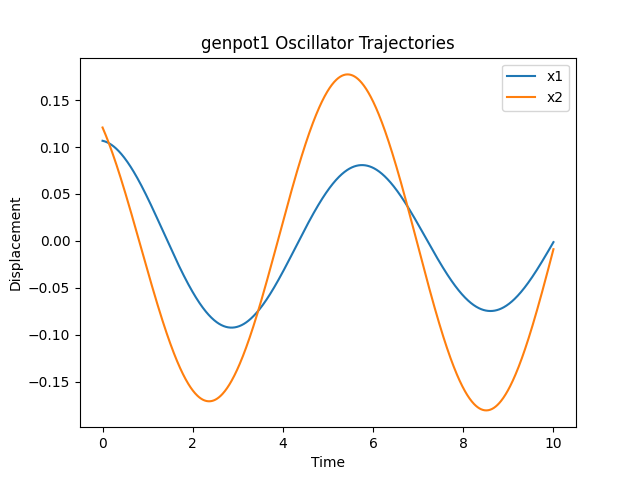 genpot1 Oscillator Trajectories
x1
x2
Displacement
0.15
0.10
0.05
0.00
−0.05
−0.10
−0.15
0 2 4 6 8 10
Time